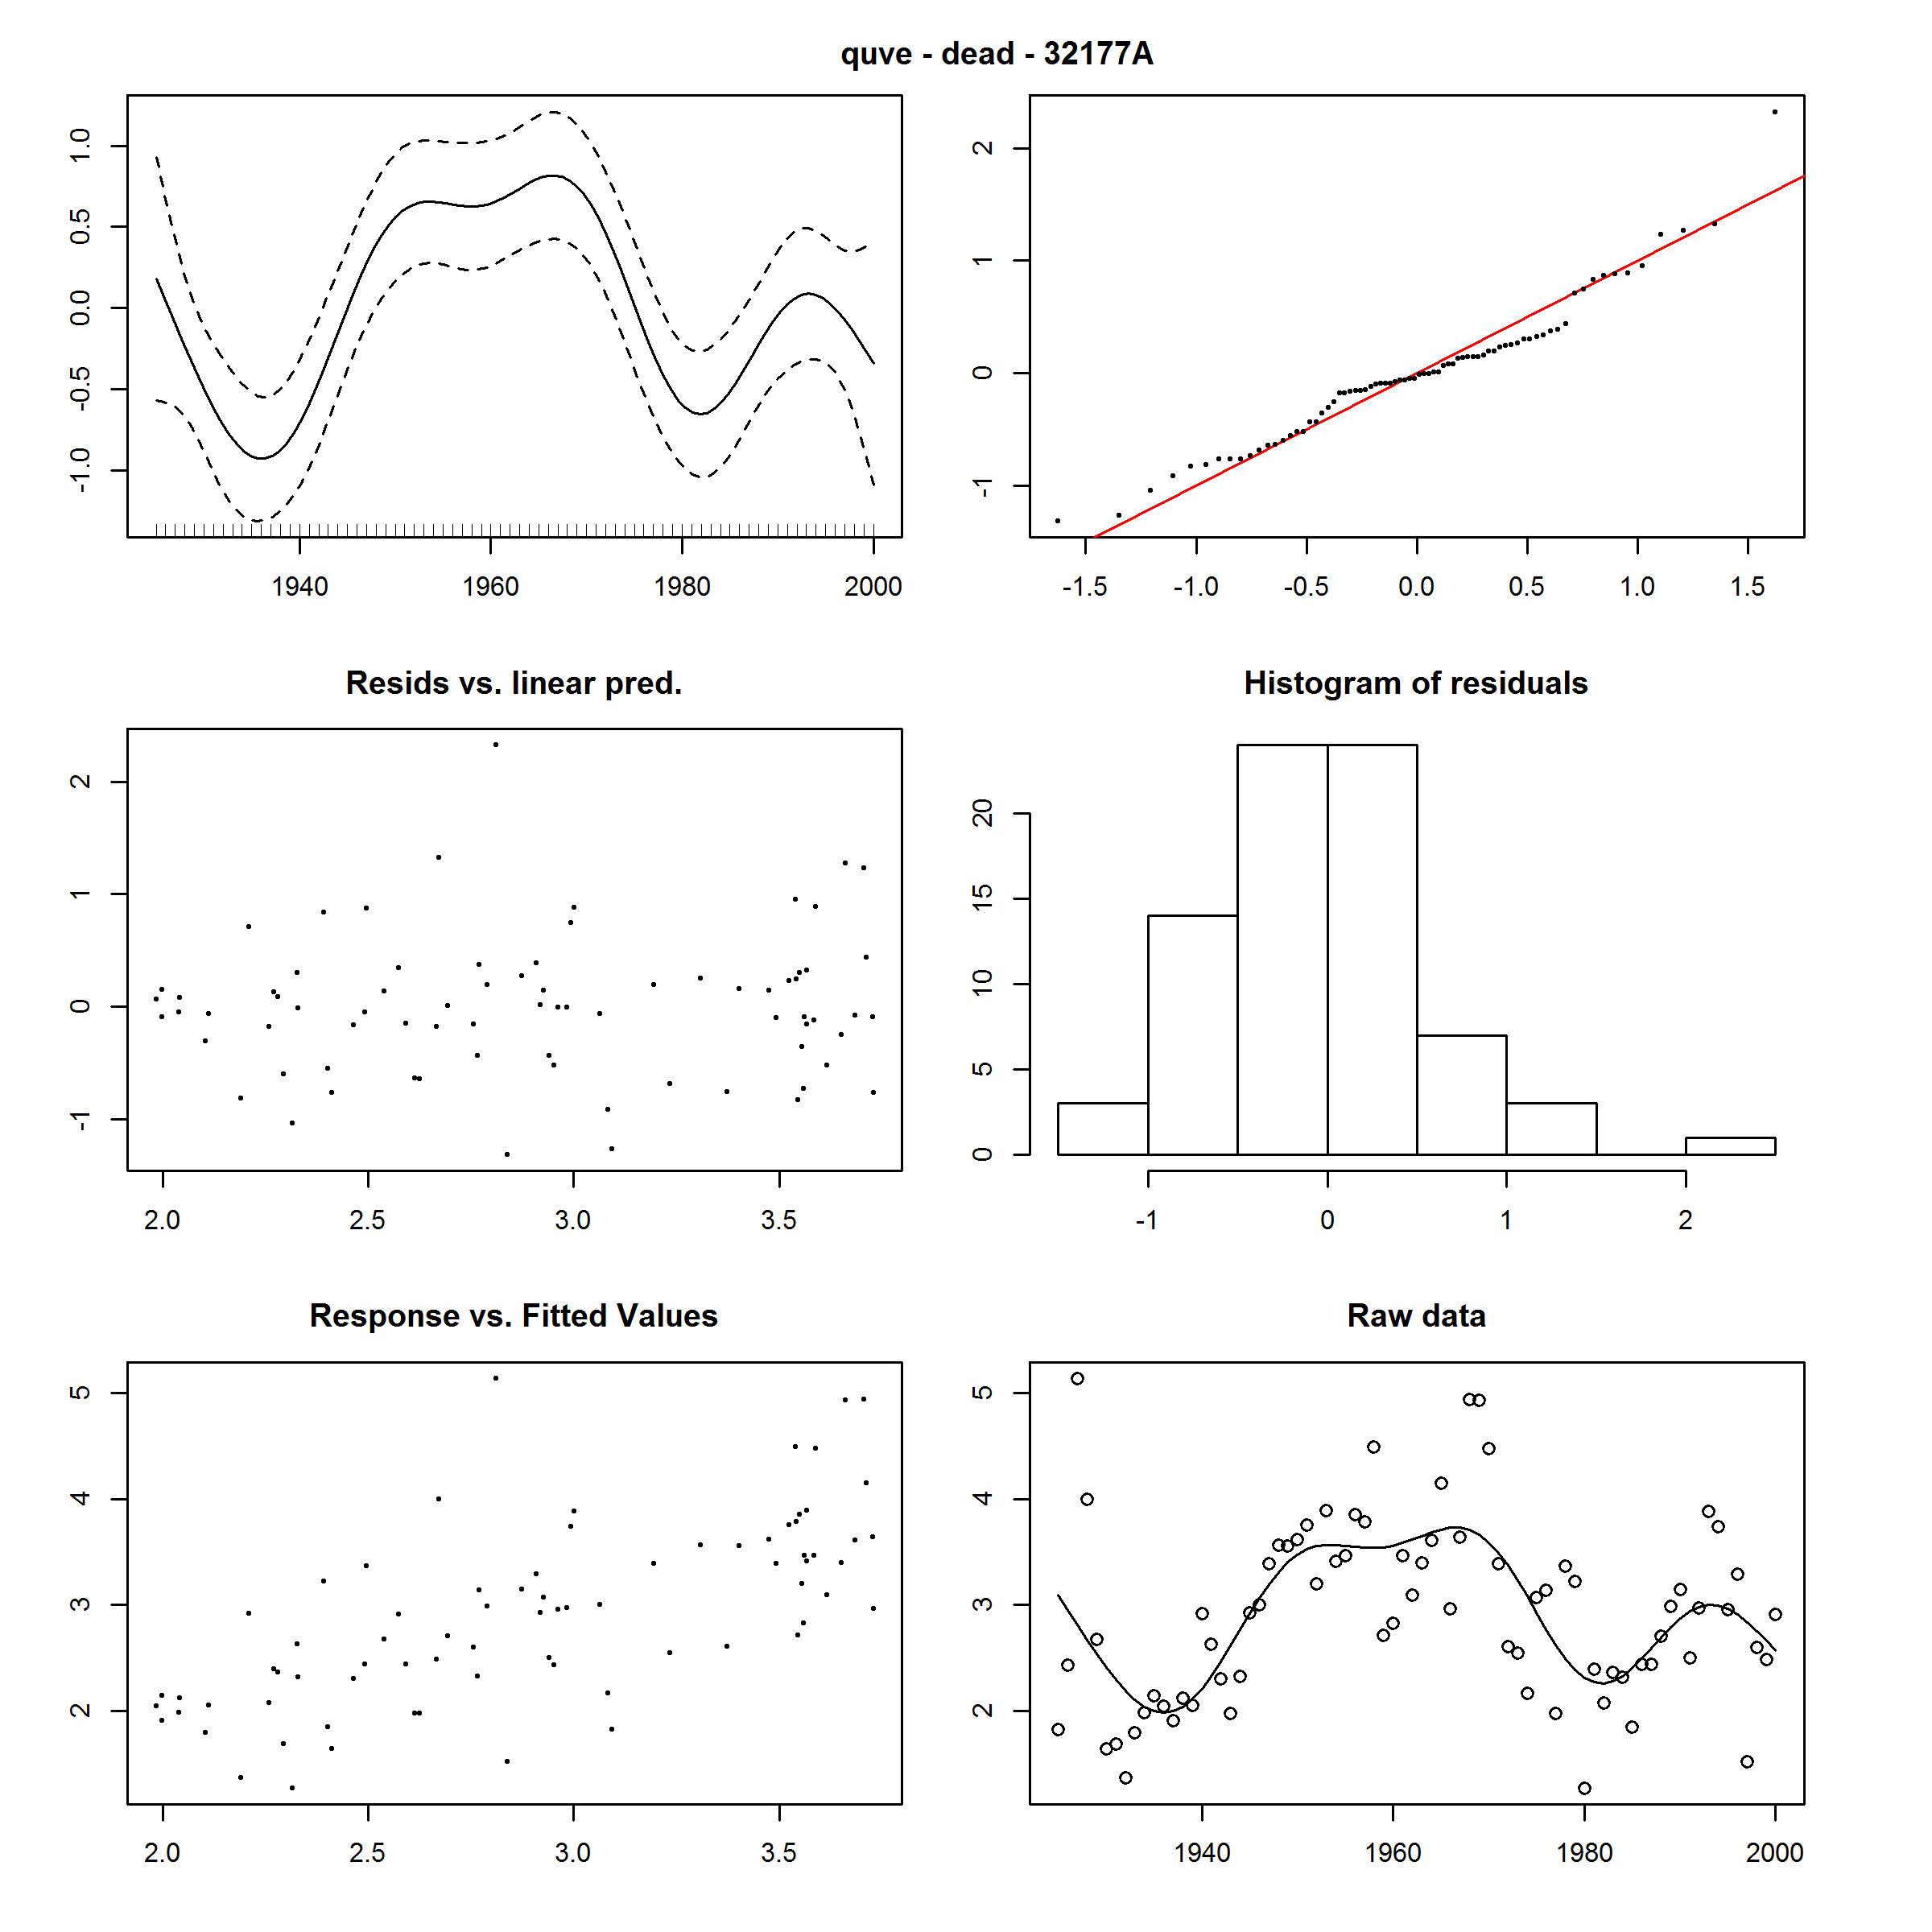 quve - dead - 32177A
1.0
0.5
0.0
-0.5
-1.0
1940 1960 1980 2000
2
1
0
-1
-1.5 -1.0 -0.5 0.0 0.5 1.0 1.5
Resids vs. linear pred.
2
1
0
-1
2.0 2.5 3.0 3.5
Histogram of residuals
20
15
10
5
0
-1 0 1 2
Response vs. Fitted Values
5
4
3
2
2.0 2.5 3.0 3.5
Raw data
5
4
3
2
1940 1960 1980 2000